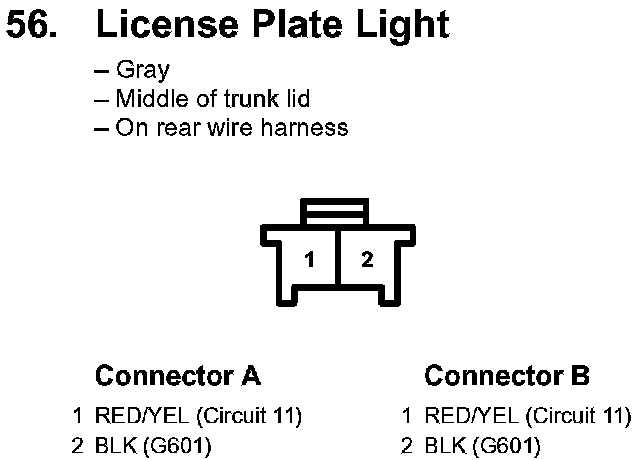 56. License Plate Light
– Gray
– Middle of trunk lid
– On rear wire harness
1 2
Connector A
1 RED/YEL (Circuit 11)
2 BLK (G601)
Connector B
1 RED/YEL (Circuit 11)
2 BLK (G601)